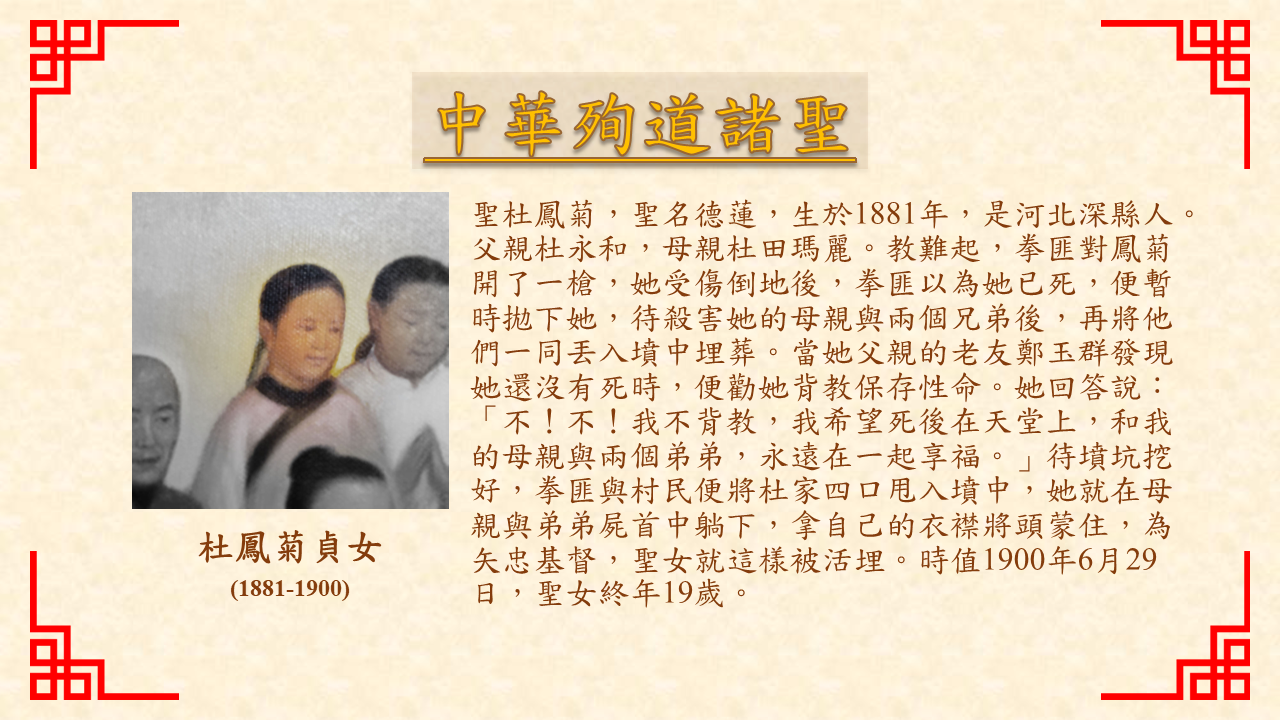 中華殉道諸聖
聖杜鳳菊，聖名德蓮，生於1881年，是河北深縣人。
父親杜永和，母親杜田瑪麗。教難起，拳匪對鳳菊
開了一槍，她受傷倒地後，拳匪以為她已死，便暫
時拋下她，待殺害她的母親與兩個兄弟後，再將他
們一同丟入墳中埋葬。當她父親的老友鄭玉群發現
她還沒有死時，便勸她背教保存性命。她回答說：
「不！不！我不背教，我希望死後在天堂上，和我
的母親與兩個弟弟，永遠在一起享福。」待墳坑挖
好，拳匪與村民便將杜家四口甩入墳中，她就在母
親與弟弟屍首中躺下，拿自己的衣襟將頭蒙住，為
矢忠基督，聖女就這樣被活埋。時值1900年6月29
日，聖女終年19歲。
杜鳳菊貞女
(1881-1900)